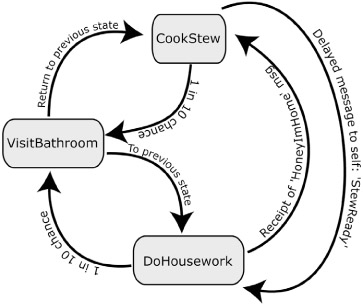 CookStew
Return to previous state
1 in 10 chance
Delayed message to self: 'StewReady'
VisitBathroom
To previous state
Receipt of 'HoneyImHome' msg
1 in 10 chance
DoHousework